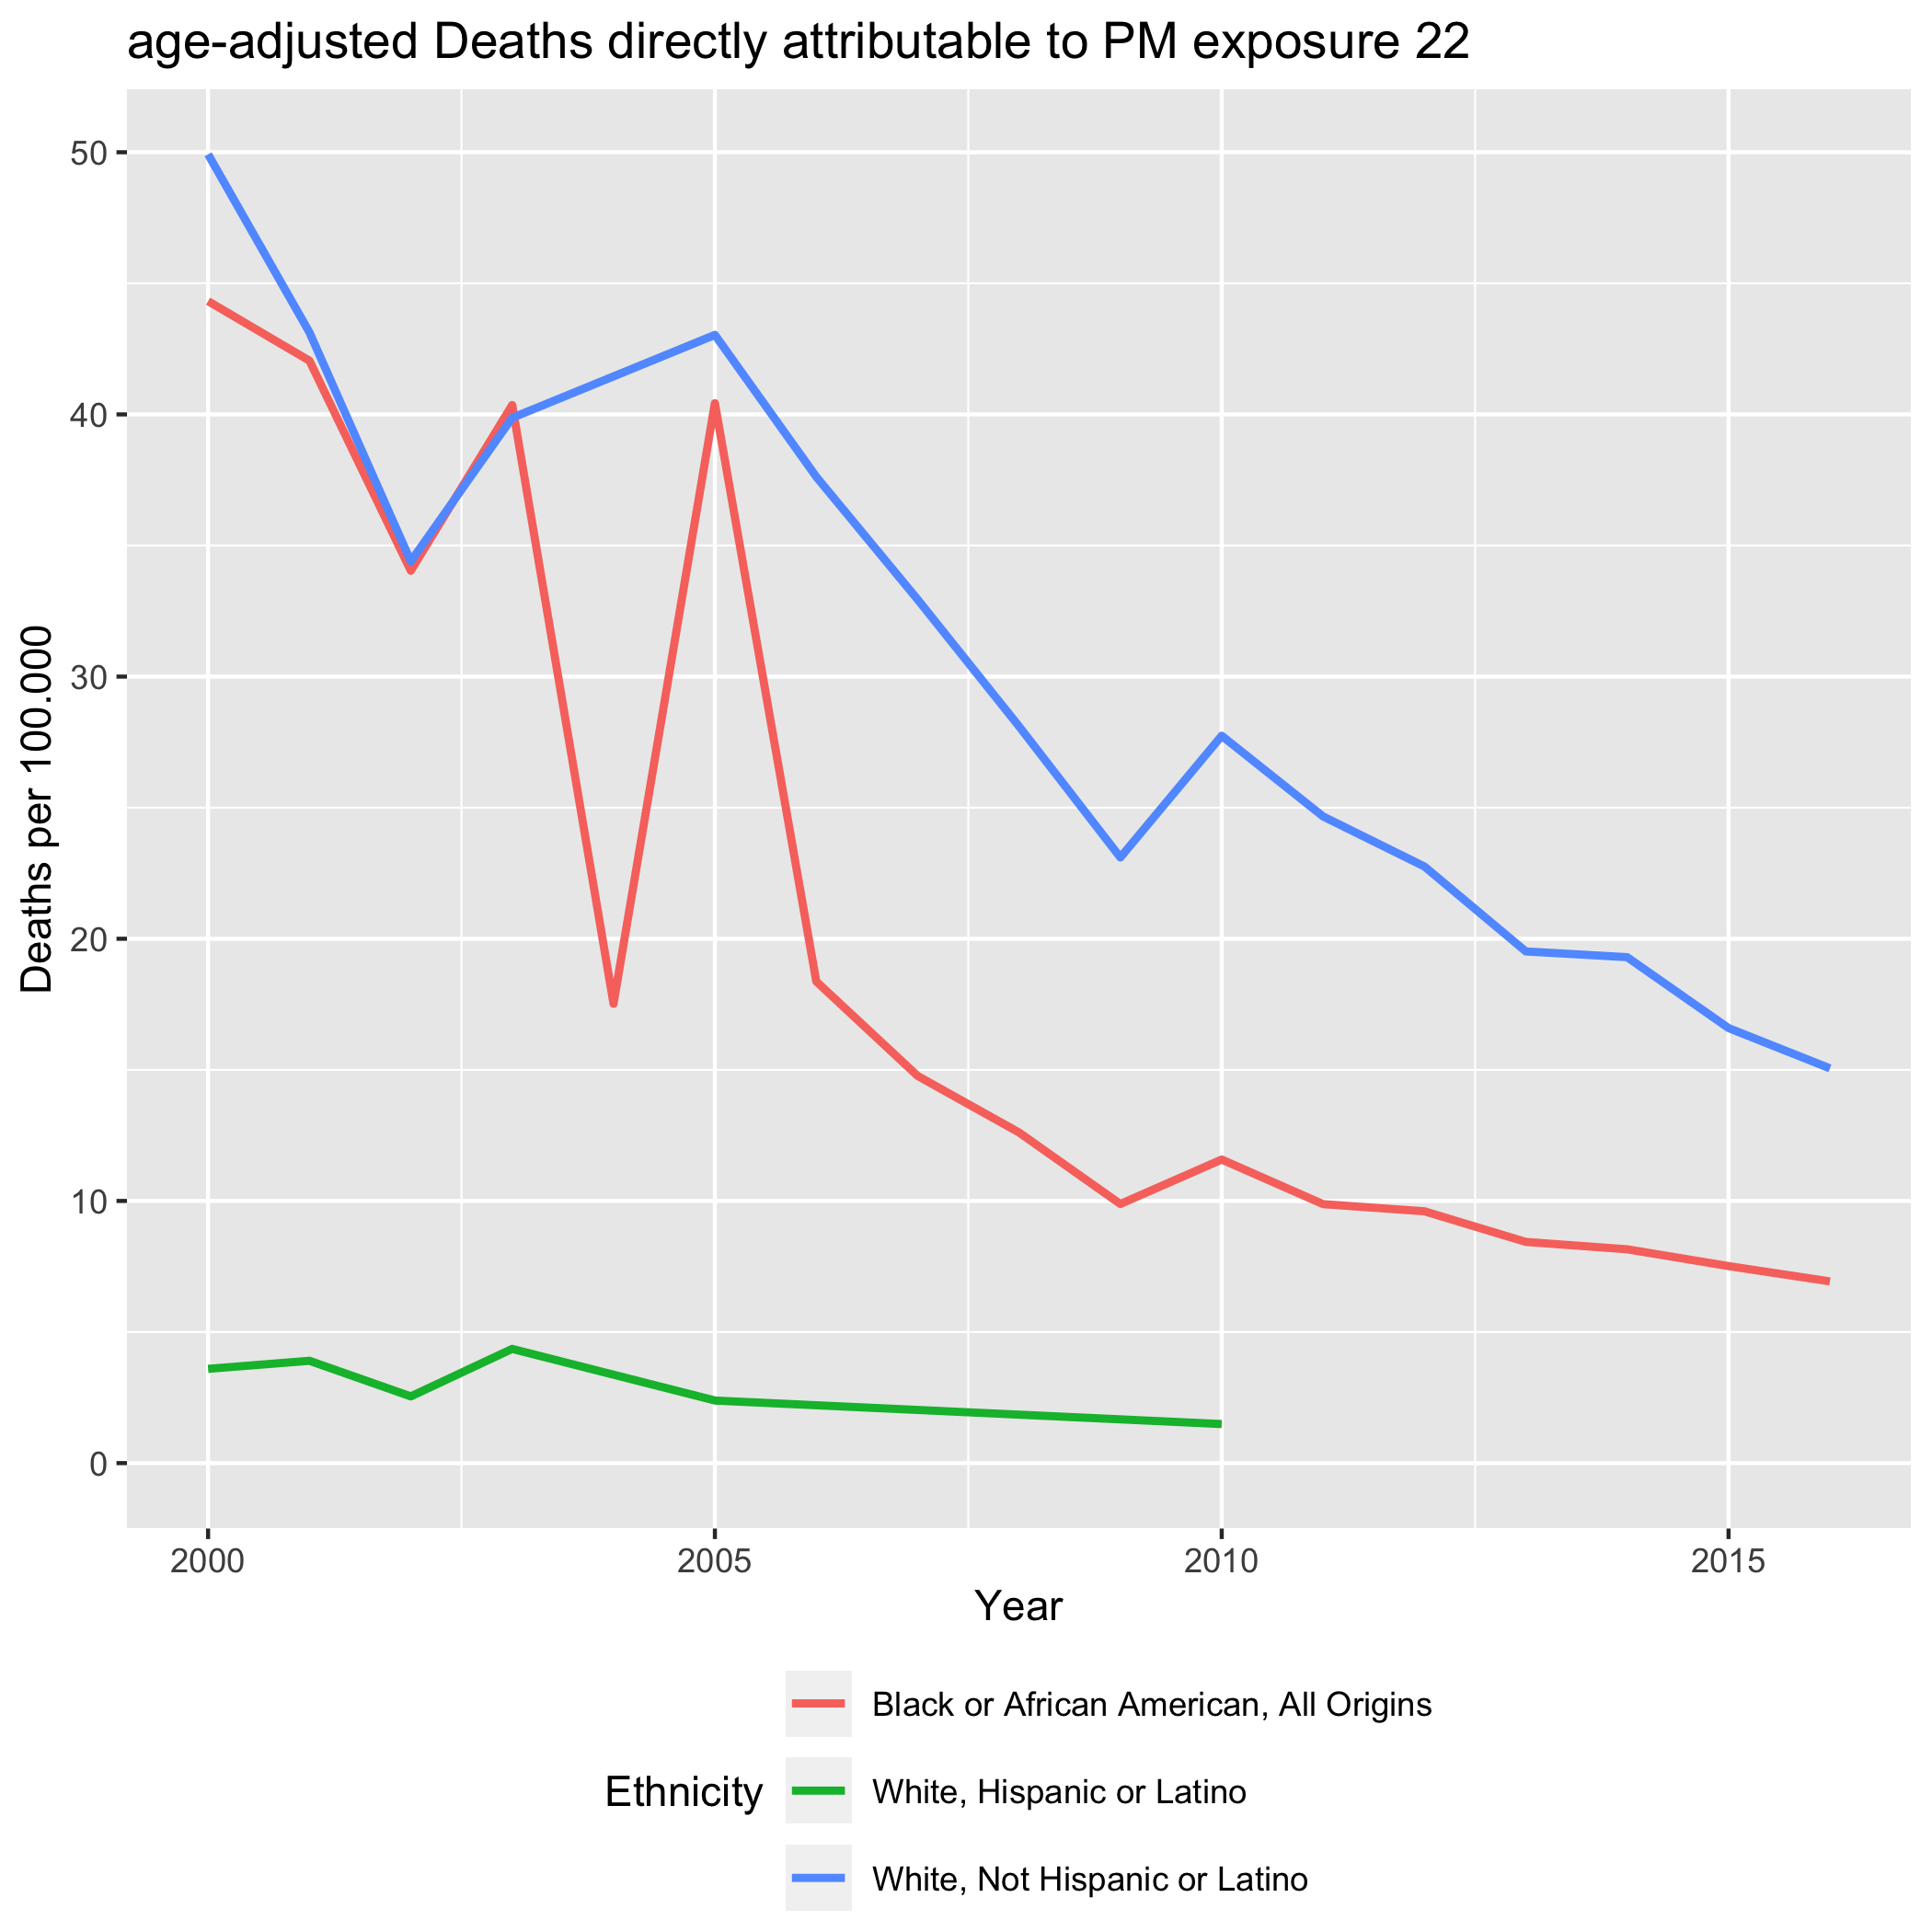 age-adjusted Deaths directly attributable to PM exposure 22
Deaths per 100.000
50
40
30
20
10
0
2000 2005 2010 2015
Year
Ethnicity
Black or African American, All Origins
White, Hispanic or Latino
White, Not Hispanic or Latino